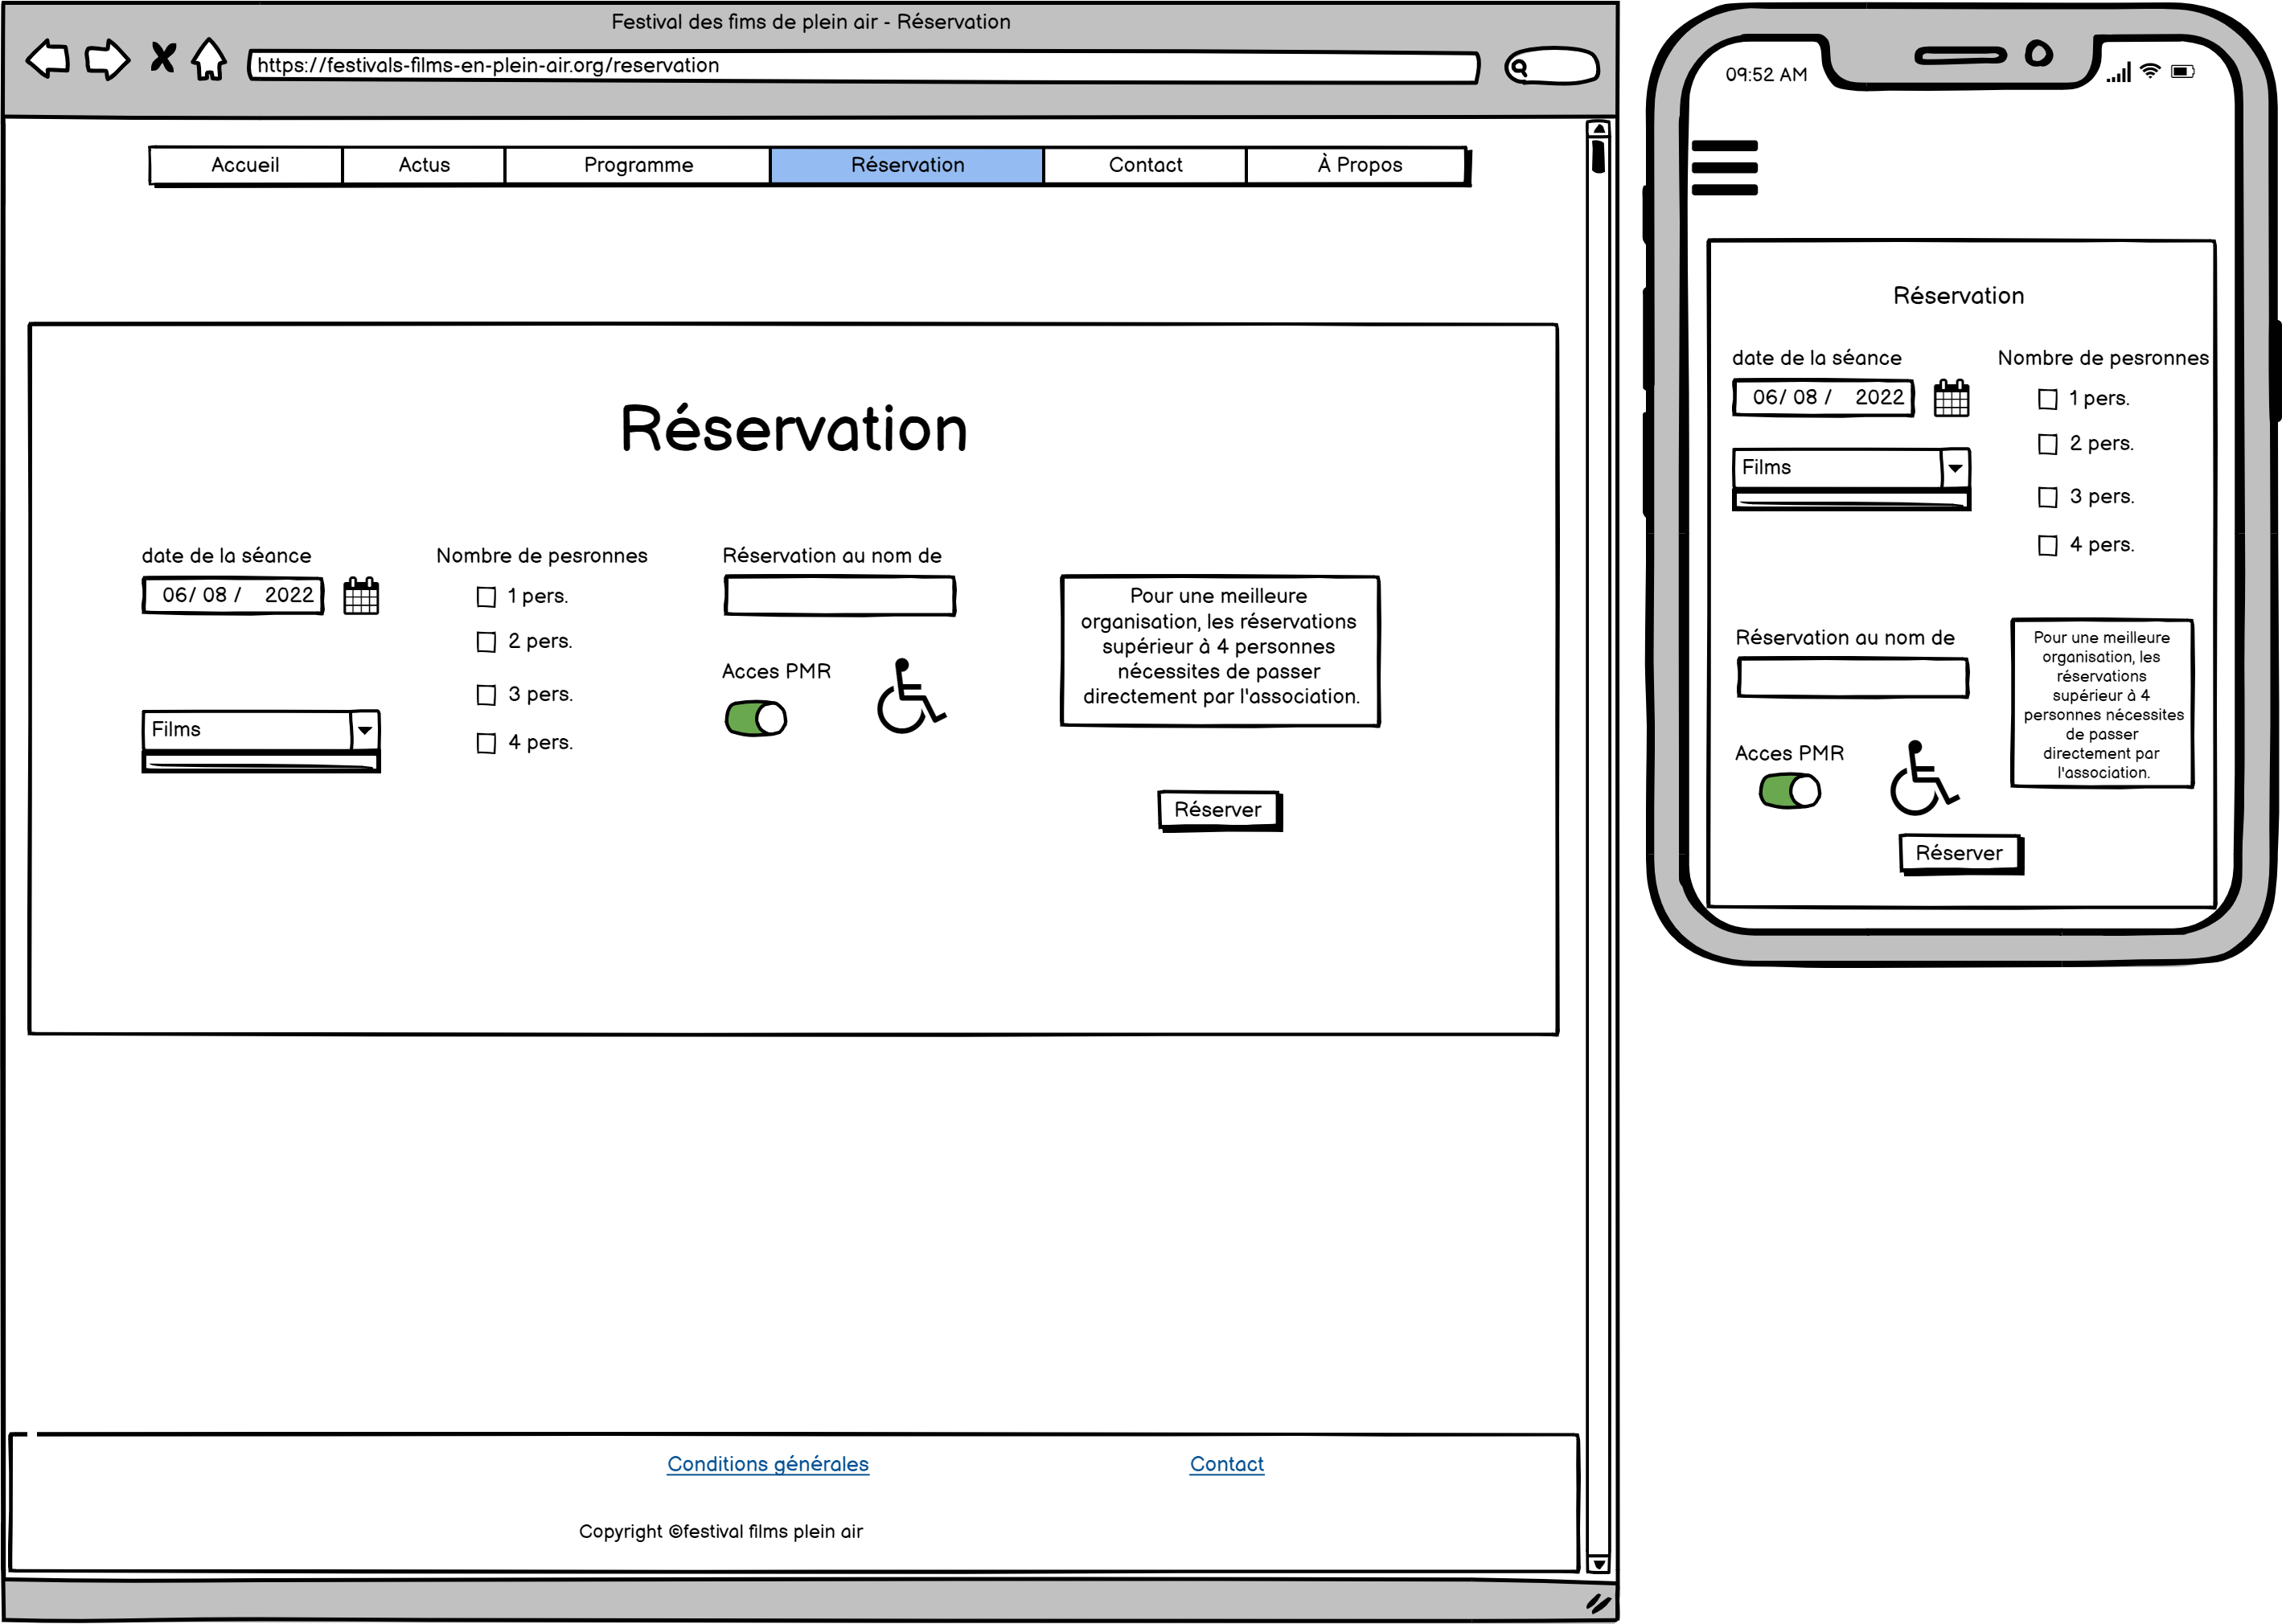 Festival des fims de plein air - Réservation
https://festivals-films-en-plein-air.org/reservation
Accueil
Actus
Programme
Réservation
Contact
À Propos
Réservation
date de la séance
06/ 08 / 2022
Films
Nombre de pesronnes
1 pers.
2 pers.
3 pers.
4 pers.
Réservation au nom de
Acces PMR
Pour une meilleure
organisation, les réservations
supérieur à 4 personnes
nécessites de passer
directement par l'association.
Réserver
Conditions générales
Contact
Copyright ©festival films plein air
09:52 AM
Réservation
date de la séance
06/ 08 / 2022
Films
Nombre de pesronnes
1 pers.
2 pers.
3 pers.
4 pers.
Réservation au nom de
Acces PMR
Pour une meilleure
organisation, les
réservations
supérieur à 4
personnes nécessites
de passer
directement par
l'association.
Réserver